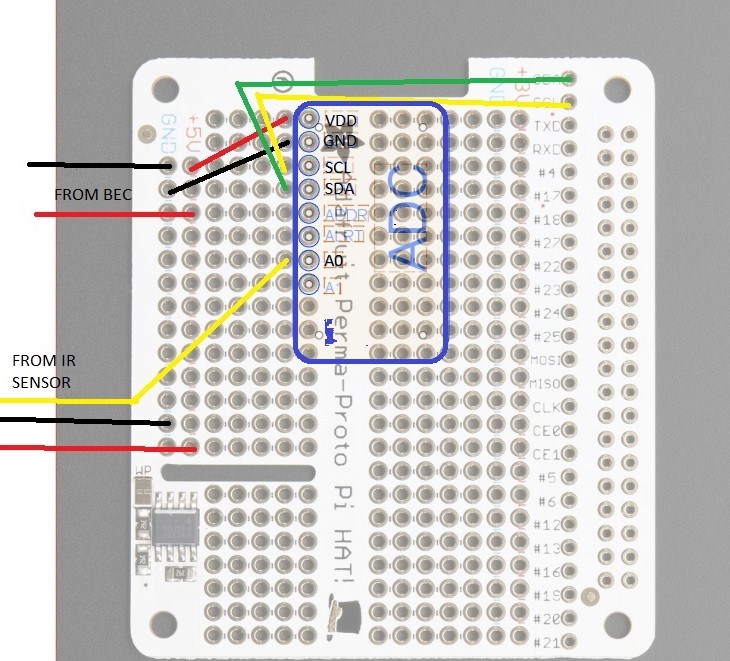 GND
+5V
GND
+3V
SDA
SCL
TXD
RXD
#4
#17
#18
#27
#22
#23
#24
#25
MOSI
MISO
CLK
CE0
CE1
#5
#6
#12
#13
#16
#19
#20
#21
VDD
GND
SCL
SDA
ADDR
ALRT
A0
A1
ADC
FROM BEC
FROM IR
SENSOR
Adafruit Perma-Proto Pi HAT!
WP